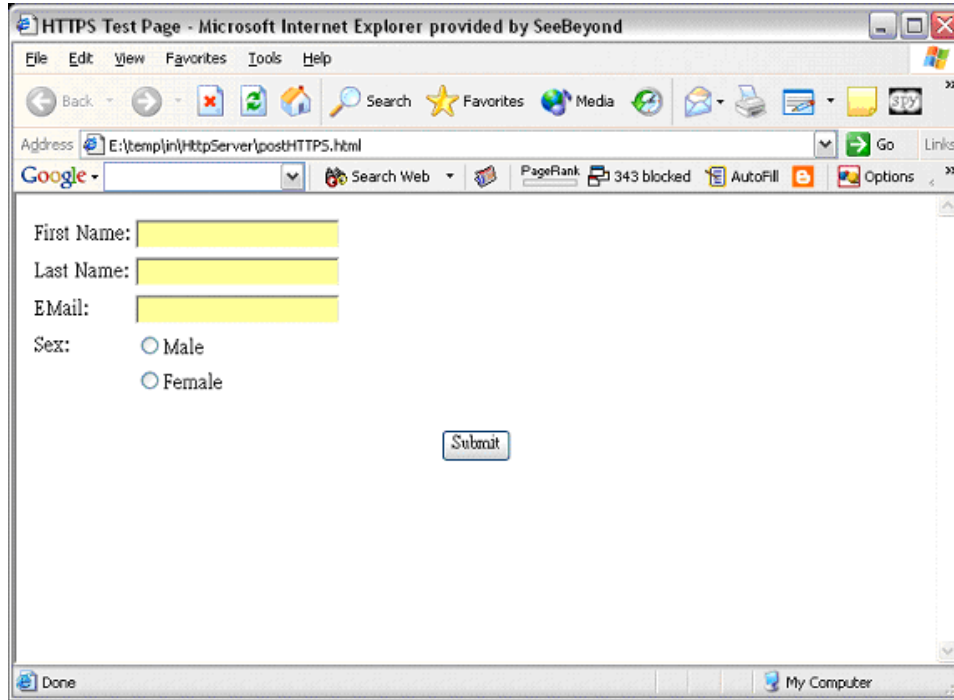 HTTPS Test Page - Microsoft Internet Explorer provided by SeeBeyond
File Edit View Favorites Tools Help
Back Search Favorites Media SPY »
Address E:\temp\in\HttpServer\postHTTPS.html Go Links
Google Search Web PageRank 343 blocked AutoFill Options »
First Name:
Last Name:
EMail:
Sex: Male
Female
Submit
Done My Computer